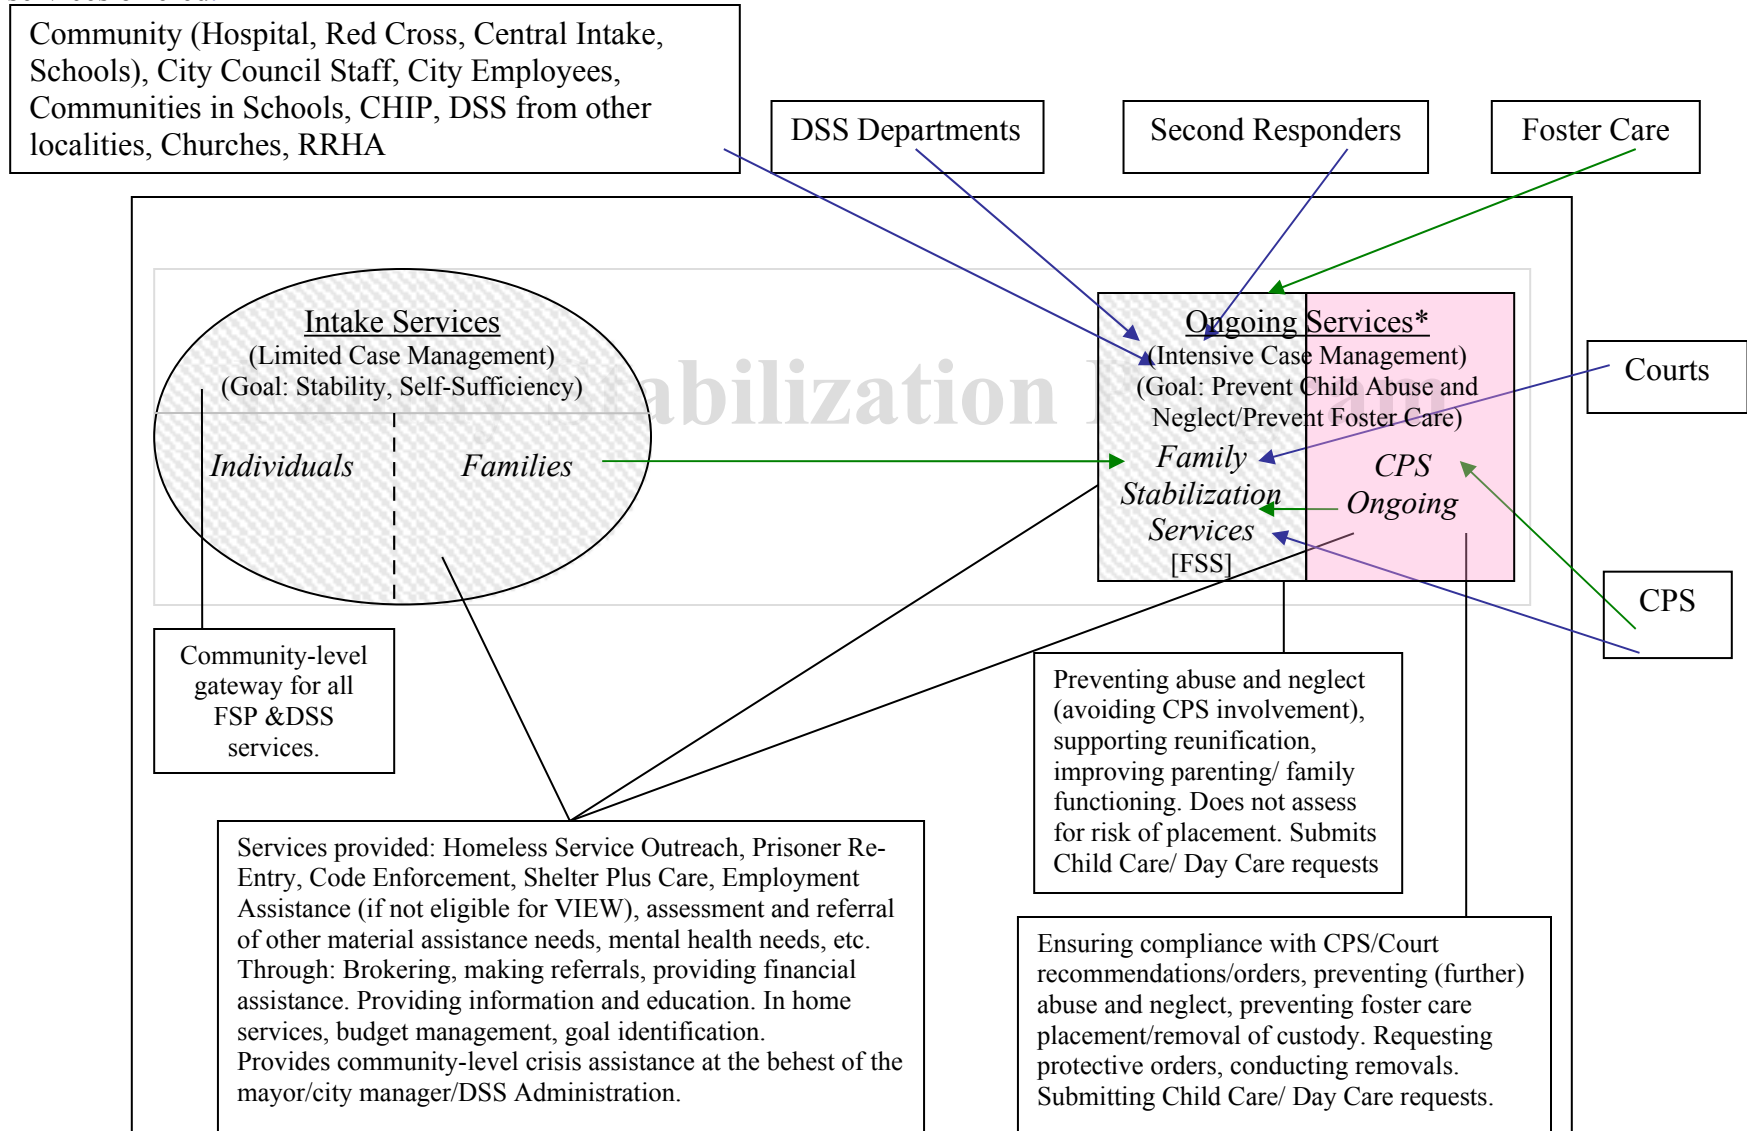 Community (Hospital, Red Cross, Central Intake,
Schools), City Council Staff, City Employees,
Communities in Schools, CHIP, DSS from other
localities, Churches, RRHA
DSS Departments
Second Responders
Foster Care
Intake Services
(Limited Case Management)
(Goal: Stability, Self-Sufficiency)
Individuals
Families
Ongoing Services*
(Intensive Case Management)
(Goal: Prevent Child Abuse and
Neglect/Prevent Foster Care)
Family
Stabilization
Services
[FSS]
CPS
Ongoing
Courts
CPS
Community-level
gateway for all
FSP &DSS
services.
Preventing abuse and neglect
(avoiding CPS involvement),
supporting reunification,
improving parenting/ family
functioning. Does not assess
for risk of placement. Submits
Child Care/ Day Care requests
Services provided: Homeless Service Outreach, Prisoner Re-
Entry, Code Enforcement, Shelter Plus Care, Employment
Assistance (if not eligible for VIEW), assessment and referral
of other material assistance needs, mental health needs, etc.
Through: Brokering, making referrals, providing financial
assistance. Providing information and education. In home
services, budget management, goal identification.
Provides community-level crisis assistance at the behest of the
mayor/city manager/DSS Administration.
Ensuring compliance with CPS/Court
recommendations/orders, preventing (further)
abuse and neglect, preventing foster care
placement/removal of custody. Requesting
protective orders, conducting removals.
Submitting Child Care/ Day Care requests.